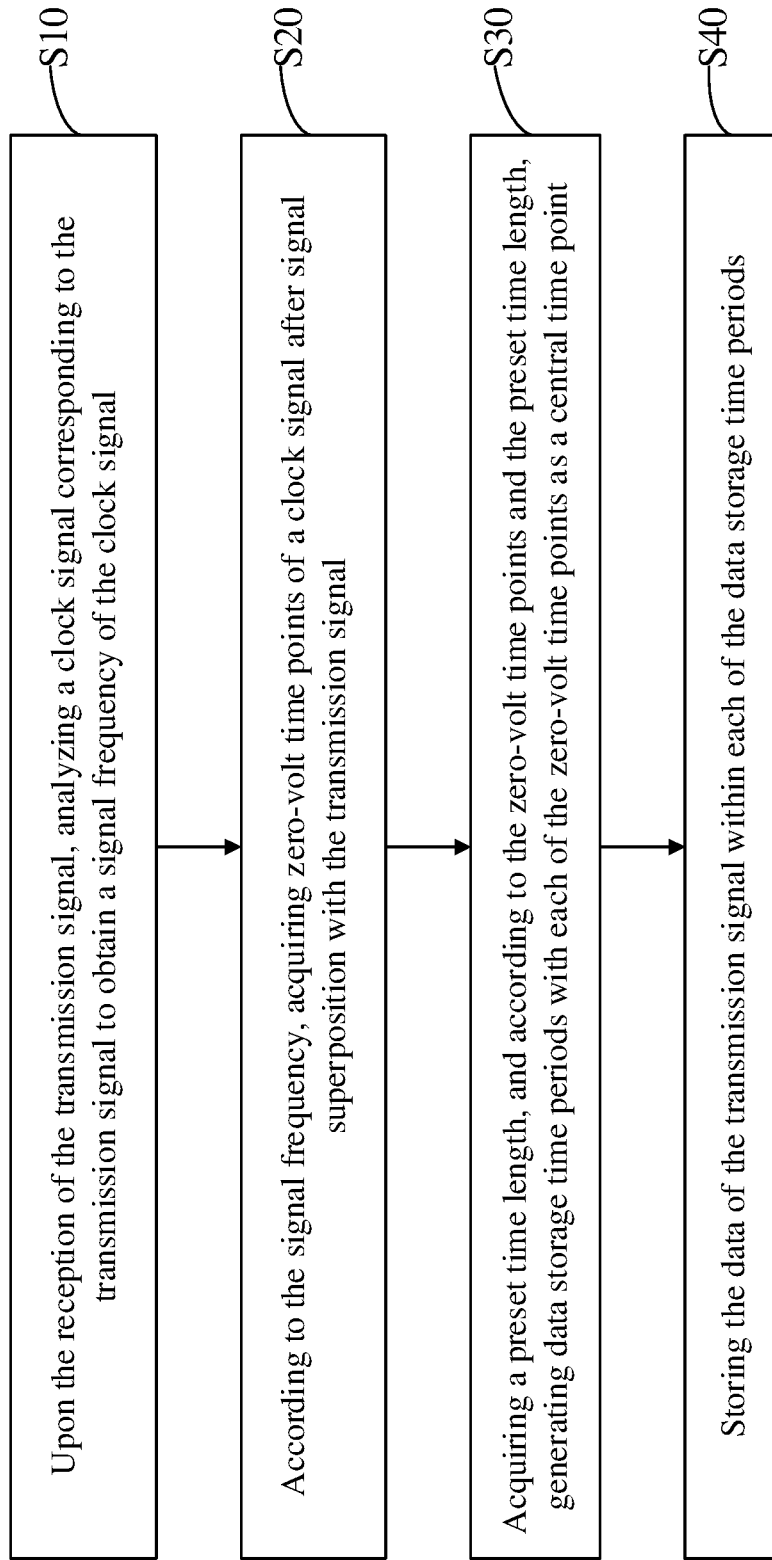 Upon the reception of the transmission signal, analyzing a clock signal corresponding to the
transmission signal to obtain a signal frequency of the clock signal
S10
According to the signal frequency, acquiring zero-volt time points of a clock signal after signal
superposition with the transmission signal
S20
Acquiring a preset time length, and according to the zero-volt time points and the preset time length,
generating data storage time periods with each of the zero-volt time points as a central time point
S30
Storing the data of the transmission signal within each of the data storage time periods
S40